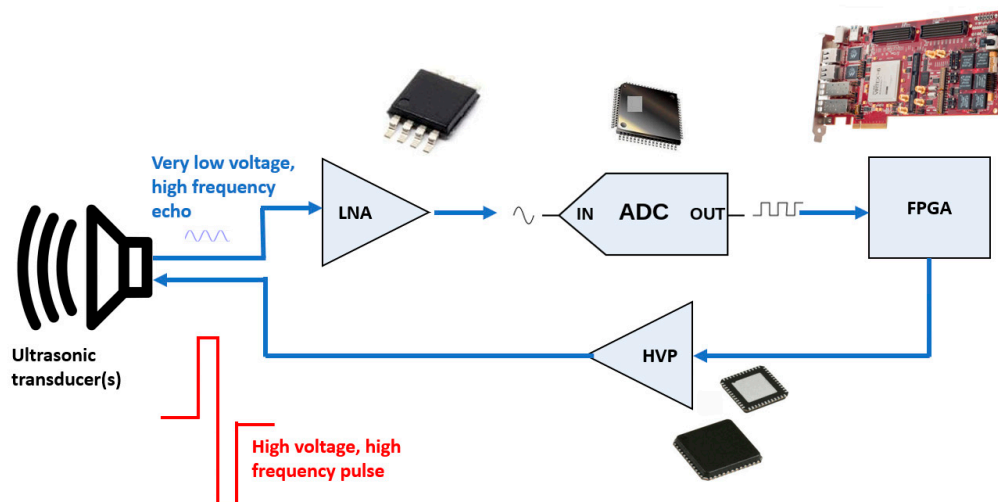 Very low voltage,
high frequency
echo
LNA
IN
ADC
OUT
FPGA
Ultrasonic
transducer(s)
HVP
High voltage, high
frequency pulse